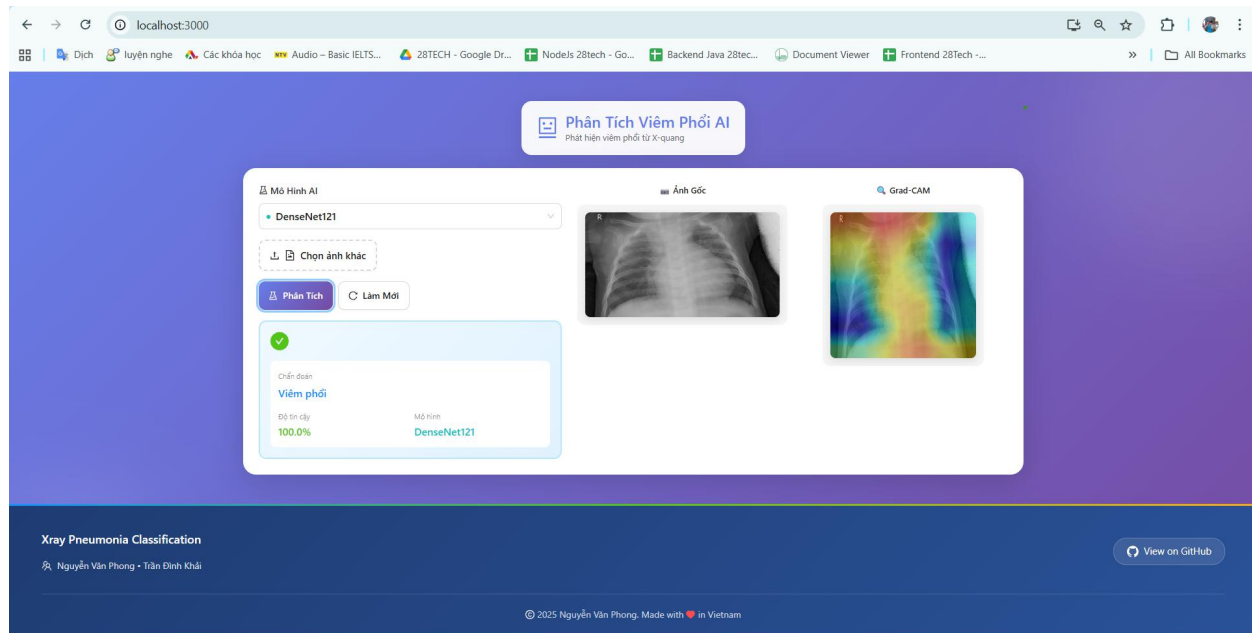 localhost:3000
Dịch
luyện nghe
Các khóa học
NTV Audio – Basic IELTS...
28TECH - Google Dr...
NodeJs 28tech - Go...
Backend Java 28tec...
Document Viewer
Frontend 28Tech -...
»
All Bookmarks
Phân Tích Viêm Phổi AI
Phát hiện viêm phổi từ X-quang
Mô Hình AI
DenseNet121
Chọn ảnh khác
Phân Tích
Làm Mới
Chẩn đoán
Viêm phổi
Độ tin cậy
Mô hình
100.0%
DenseNet121
Ảnh Gốc
R
Grad-CAM
R
Xray Pneumonia Classification
Nguyễn Văn Phong • Trần Đình Khải
View on GitHub
© 2025 Nguyễn Văn Phong. Made with ❤ in Vietnam